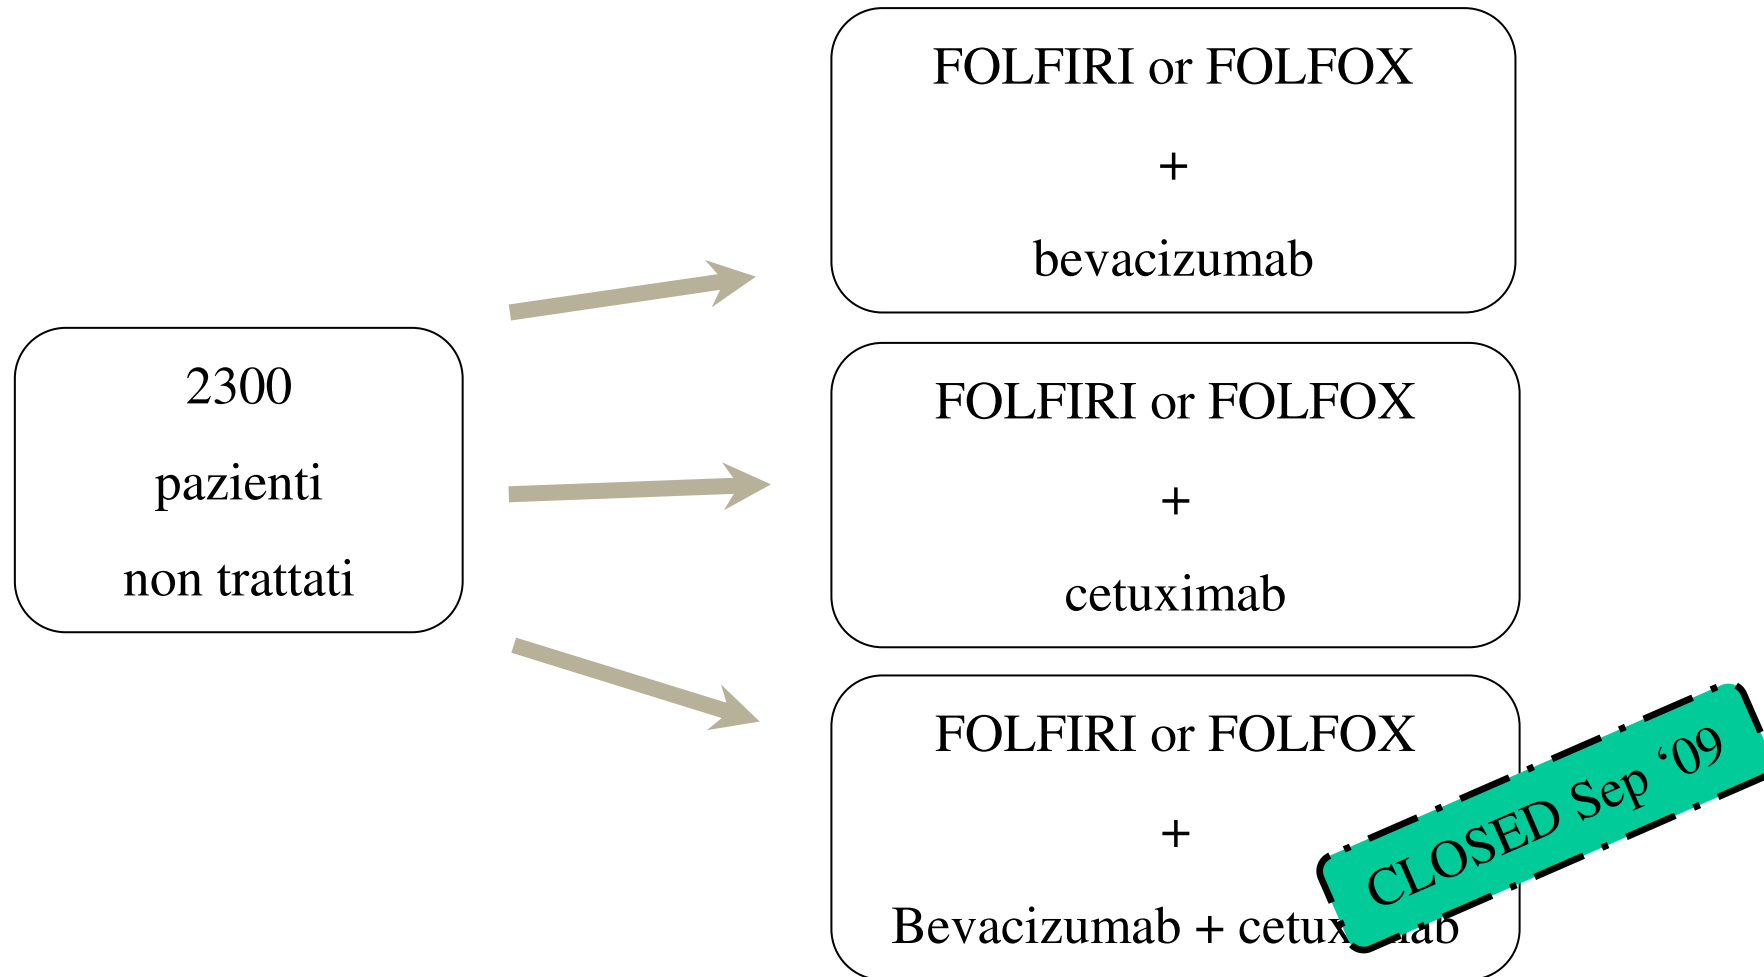 FOLFIRI or FOLFOX
+
bevacizumab
2300
pazienti
non trattati
FOLFIRI or FOLFOX
+
cetuximab
FOLFIRI or FOLFOX
+
Bevacizumab + cetuximab
CLOSED Sep ‘09